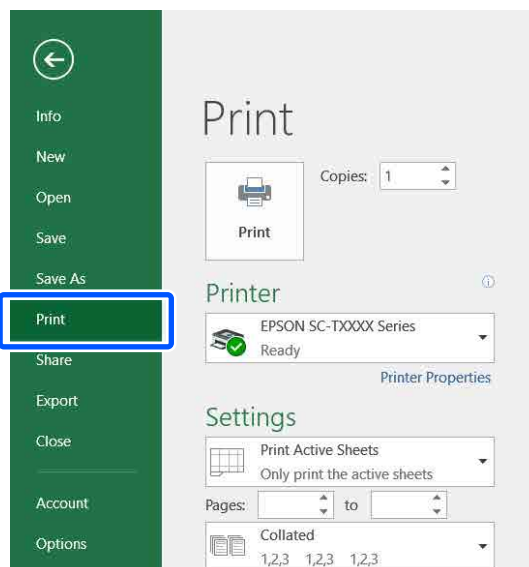 Info
New
Open
Save
Save As
Print
Share
Export
Close
Account
Options
Print
Copies: 1
Print
Printer
EPSON SC-TXXXX Series
Ready
Printer Properties
Settings
Print Active Sheets
Only print the active sheets
Pages: to
Collated
1,2,3 1,2,3 1,2,3